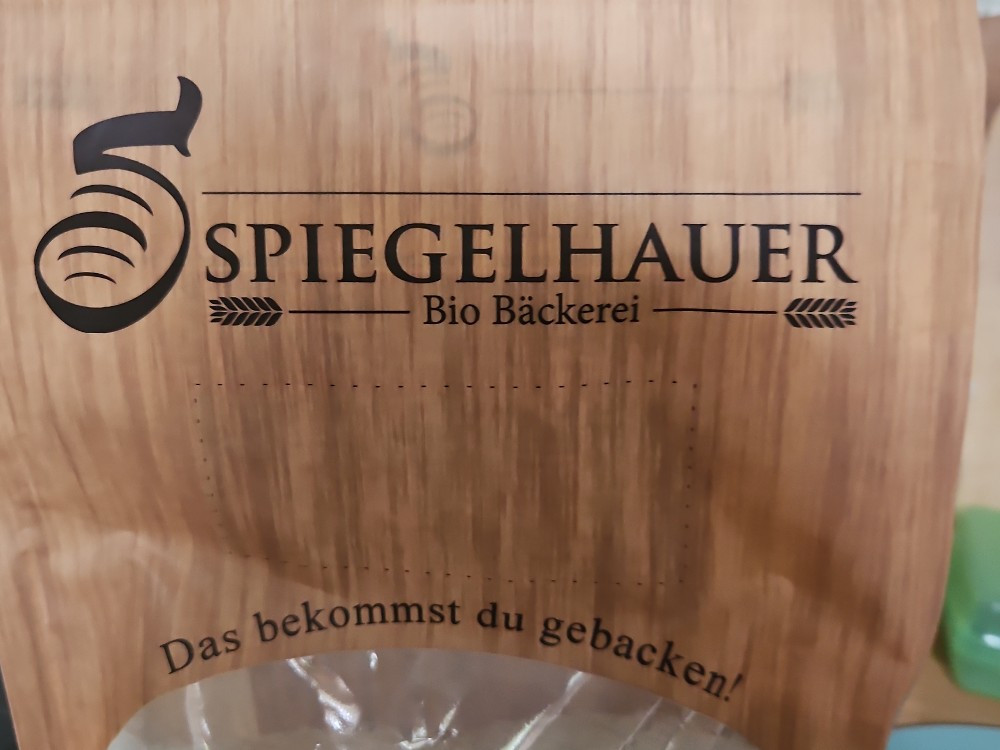 SPIEGELHAUER
Bio Bäckerei
Das bekommst du gebacken!